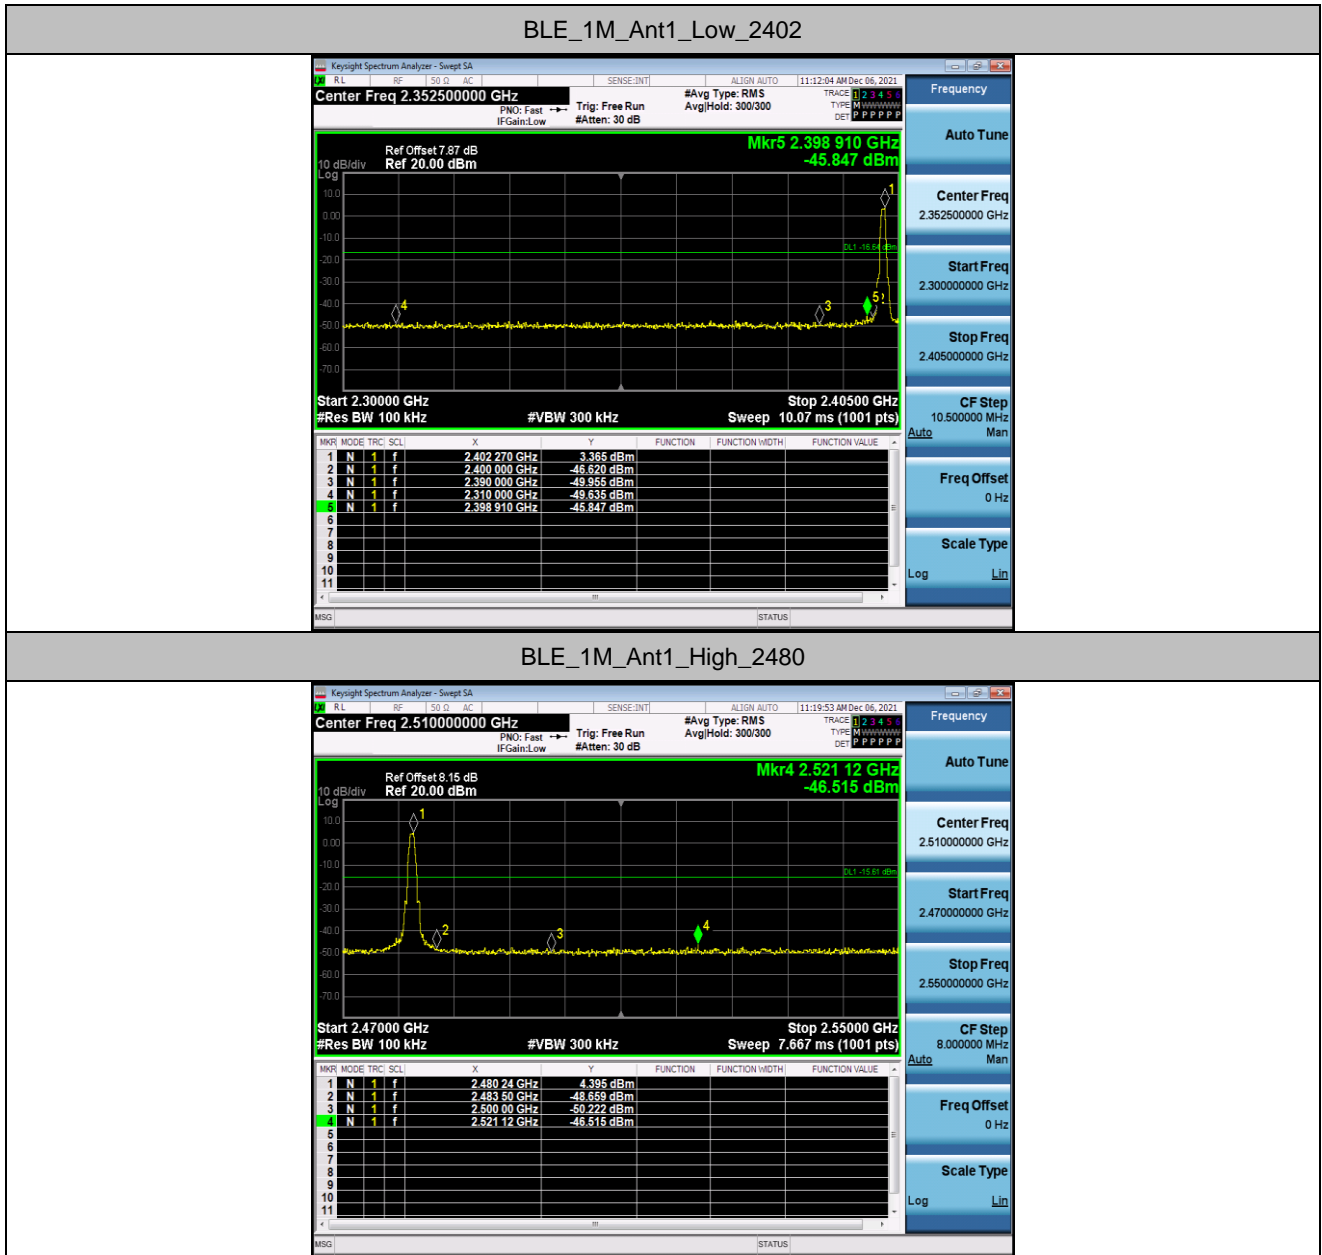 BLE_1M_Ant1_Low_2402
Keysight Spectrum Analyzer - Swept SA
RL RF 50 Ω AC SENSE:INT ALIGN AUTO 11:12:04 AM Dec 06, 2021
Center Freq 2.352500000 GHz #Avg Type: RMS TRACE 1 2 3 4 5 6
PNO: Fast Trig: Free Run Avg|Hold: 300/300 TYPE M WWWWW
IFGain:Low #Atten: 30 dB DET P P P P P P
Frequency
Auto Tune
Center Freq
2.352500000 GHz
Start Freq
2.300000000 GHz
Stop Freq
2.405000000 GHz
CF Step
10.500000 MHz
Auto Man
Freq Offset
0 Hz
Scale Type
Log Lin
Mkr5 2.398 910 GHz
Ref Offset 7.87 dB
10 dB/div Ref 20.00 dBm -45.847 dBm
Log
10.0
0.00
-10.0
-20.0
-30.0
-40.0
-50.0
-60.0
-70.0
DL1 -16.64 dBm
1
4
3
5
Start 2.30000 GHz Stop 2.40500 GHz
#Res BW 100 kHz #VBW 300 kHz Sweep 10.07 ms (1001 pts)
MKR MODE TRC SCL X Y FUNCTION FUNCTION WIDTH FUNCTION VALUE
1 N 1 f 2.402 270 GHz 3.365 dBm
2 N 1 f 2.400 000 GHz -46.620 dBm
3 N 1 f 2.390 000 GHz -49.955 dBm
4 N 1 f 2.310 000 GHz -49.635 dBm
5 N 1 f 2.398 910 GHz -45.847 dBm
6
7
8
9
10
11
MSG STATUS
BLE_1M_Ant1_High_2480
Keysight Spectrum Analyzer - Swept SA
RL RF 50 Ω AC SENSE:INT ALIGN AUTO 11:19:53 AM Dec 06, 2021
Center Freq 2.510000000 GHz #Avg Type: RMS TRACE 1 2 3 4 5 6
PNO: Fast Trig: Free Run Avg|Hold: 300/300 TYPE M WWWWW
IFGain:Low #Atten: 30 dB DET P P P P P P
Frequency
Auto Tune
Center Freq
2.510000000 GHz
Start Freq
2.470000000 GHz
Stop Freq
2.550000000 GHz
CF Step
8.000000 MHz
Auto Man
Freq Offset
0 Hz
Scale Type
Log Lin
Mkr4 2.521 12 GHz
Ref Offset 8.15 dB
10 dB/div Ref 20.00 dBm -46.515 dBm
Log
10.0
0.00
-10.0
-20.0
-30.0
-40.0
-50.0
-60.0
-70.0
DL1 -15.61 dBm
1
2
3
4
Start 2.47000 GHz Stop 2.55000 GHz
#Res BW 100 kHz #VBW 300 kHz Sweep 7.667 ms (1001 pts)
MKR MODE TRC SCL X Y FUNCTION FUNCTION WIDTH FUNCTION VALUE
1 N 1 f 2.480 24 GHz 4.395 dBm
2 N 1 f 2.483 50 GHz -48.659 dBm
3 N 1 f 2.500 00 GHz -50.222 dBm
4 N 1 f 2.521 12 GHz -46.515 dBm
5
6
7
8
9
10
11
MSG STATUS